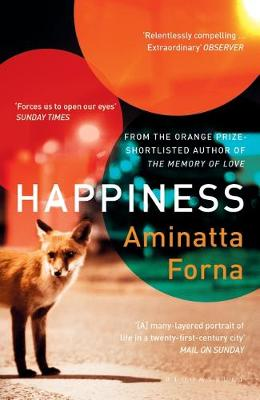 'Relentlessly compelling ...
Extraordinary' OBSERVER
'Forces us to open our eyes'
SUNDAY TIMES
FROM THE ORANGE PRIZE-
SHORTLISTED AUTHOR OF
THE MEMORY OF LOVE
HAPPINESS
Aminatta
Forna
'[A] many-layered portrait of
life in a twenty-first-century city'
MAIL ON SUNDAY
BLOOMSBURY